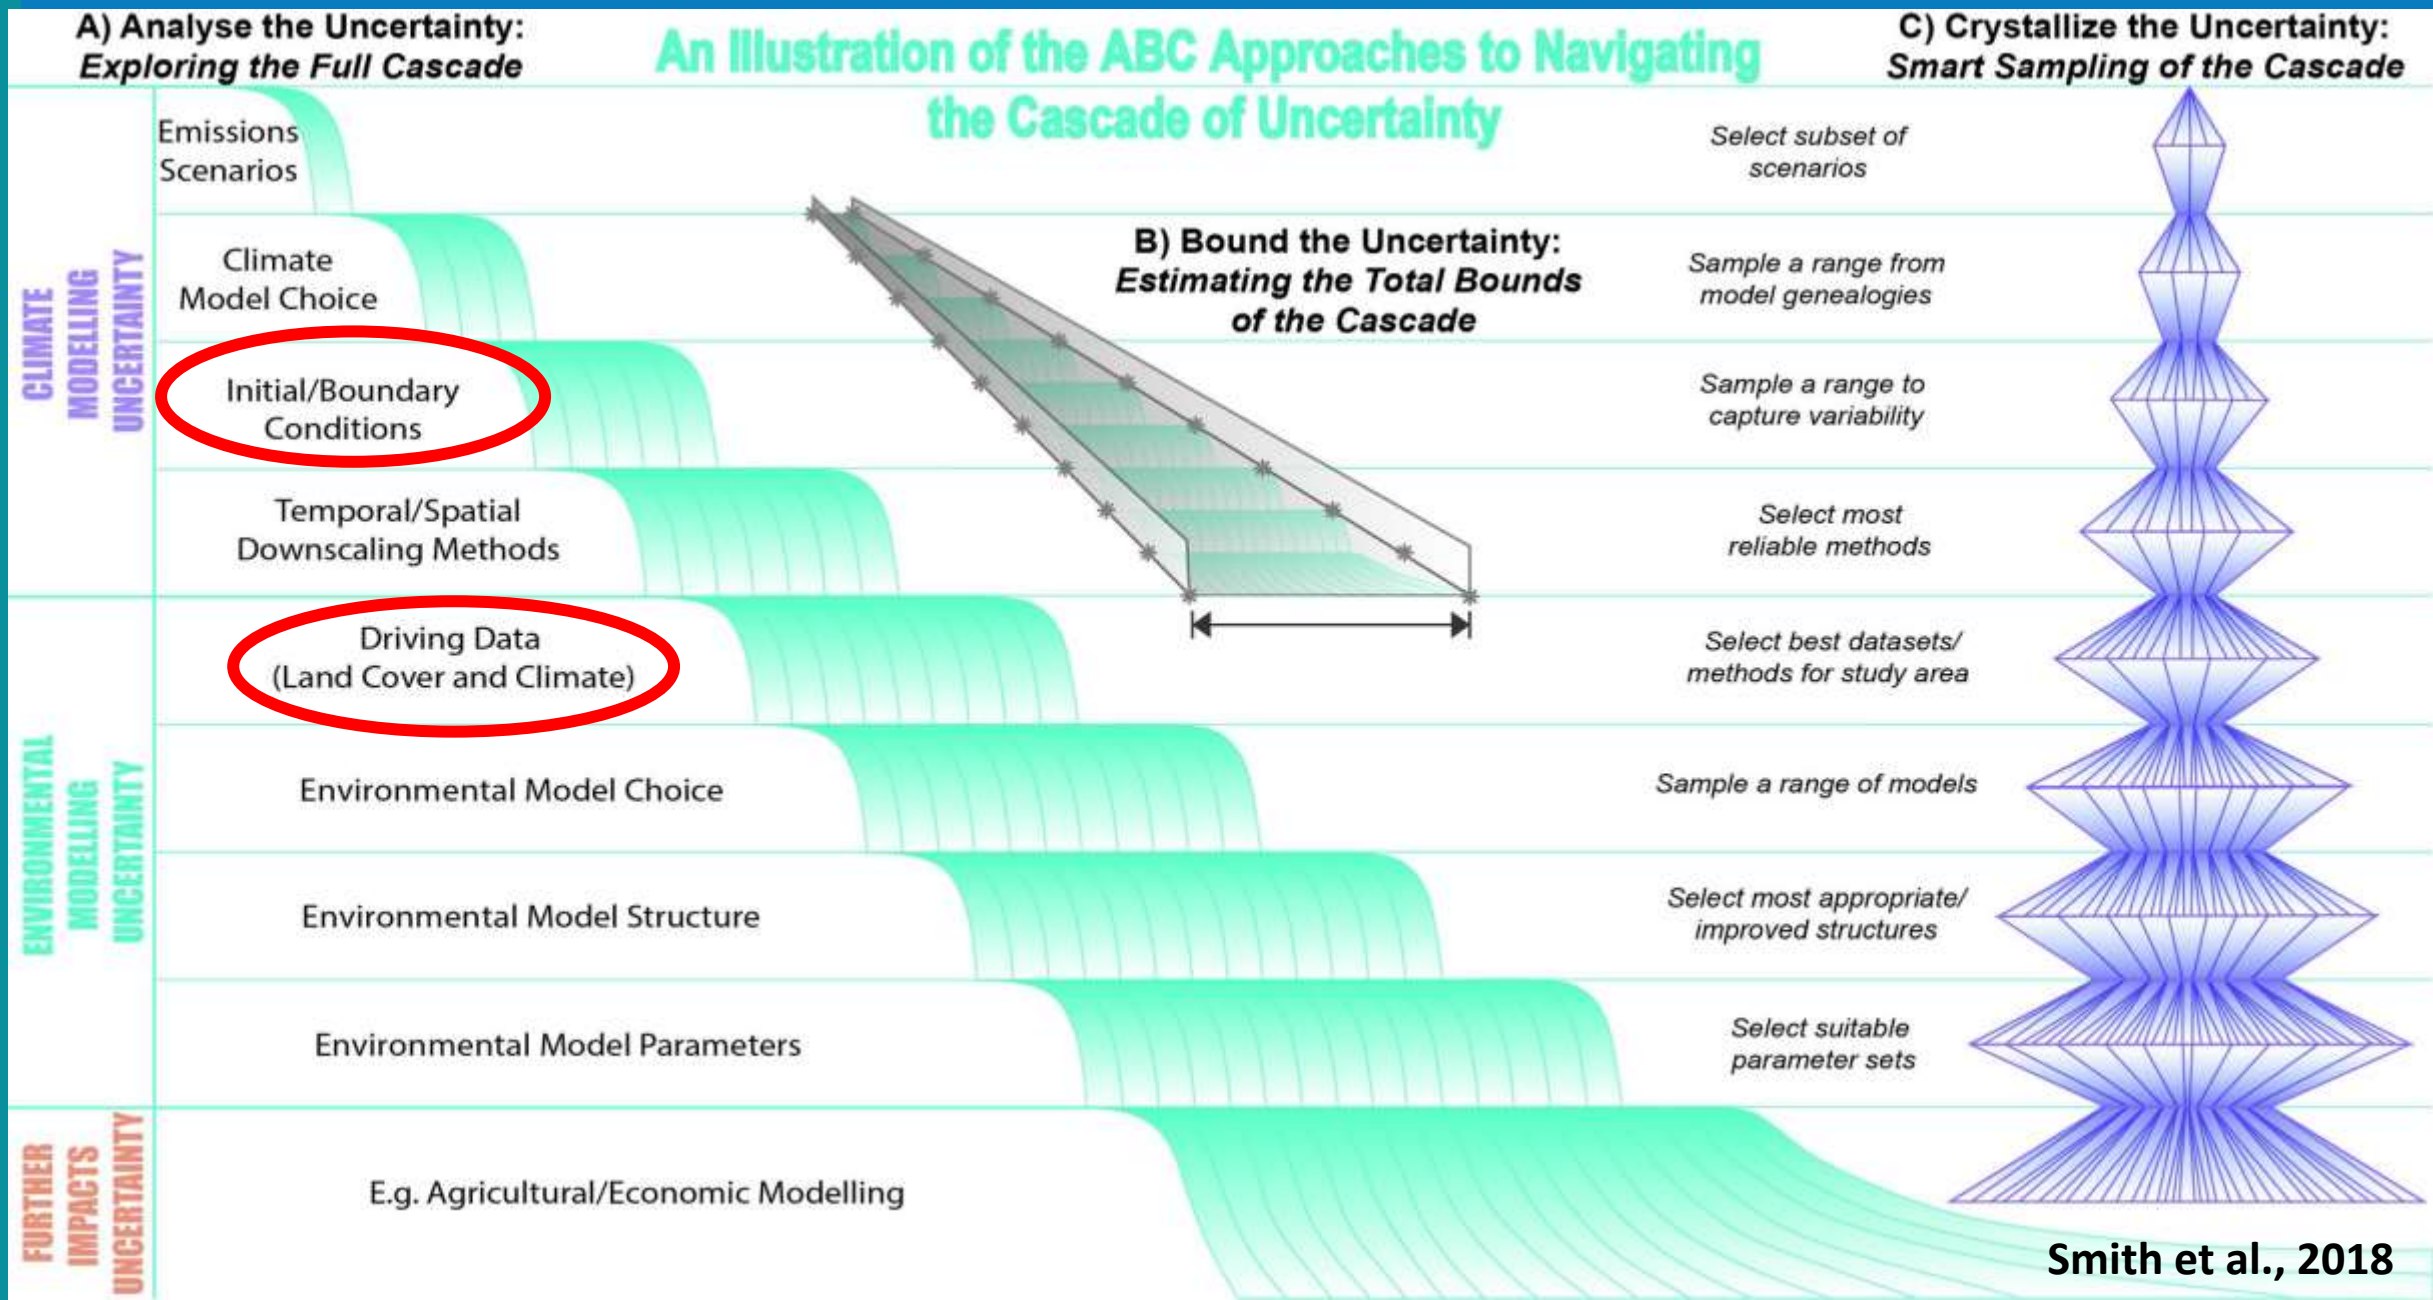 A) Analyse the Uncertainty:
Exploring the Full Cascade
An Illustration of the ABC Approaches to Navigating
the Cascade of Uncertainty
C) Crystallize the Uncertainty:
Smart Sampling of the Cascade
CLIMATE
MODELLING
UNCERTAINTY
Emissions
Scenarios
Select subset of
scenarios
Climate
Model Choice
B) Bound the Uncertainty:
Estimating the Total Bounds
of the Cascade
Sample a range from
model genealogies
Initial/Boundary
Conditions
Sample a range to
capture variability
Temporal/Spatial
Downscaling Methods
Select most
reliable methods
ENVIRONMENTAL
MODELLING
UNCERTAINTY
Driving Data
(Land Cover and Climate)
Select best datasets/
methods for study area
Environmental Model Choice
Sample a range of models
Environmental Model Structure
Select most appropriate/
improved structures
Environmental Model Parameters
Select suitable
parameter sets
FURTHER
IMPACTS
UNCERTAINTY
E.g. Agricultural/Economic Modelling
Smith et al., 2018